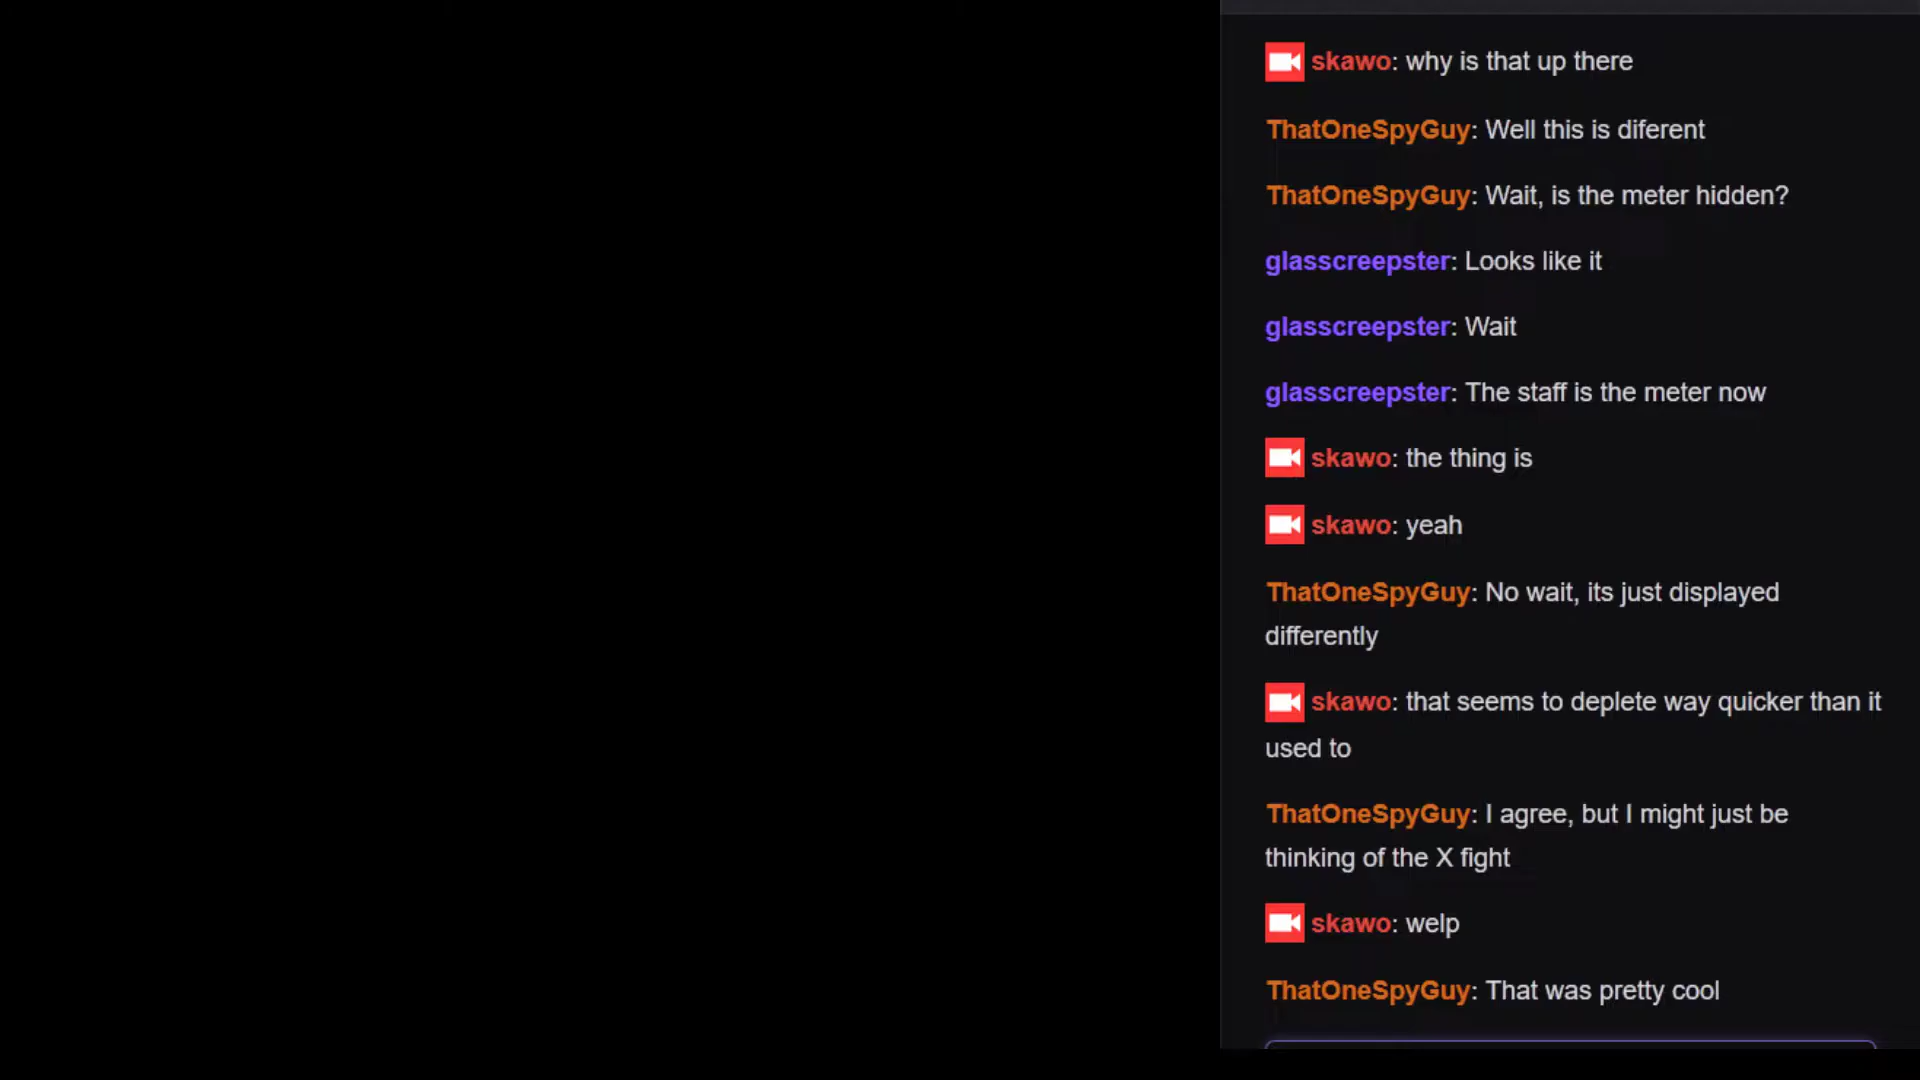 skawo: why is that up there
ThatOneSpyGuy: Well this is diferent
ThatOneSpyGuy: Wait, is the meter hidden?
glasscreepster: Looks like it
glasscreepster: Wait
glasscreepster: The staff is the meter now
skawo: the thing is
skawo: yeah
ThatOneSpyGuy: No wait, its just displayed
differently
skawo: that seems to deplete way quicker than it
used to
ThatOneSpyGuy: I agree, but I might just be
thinking of the X fight
skawo: welp
ThatOneSpyGuy: That was pretty cool